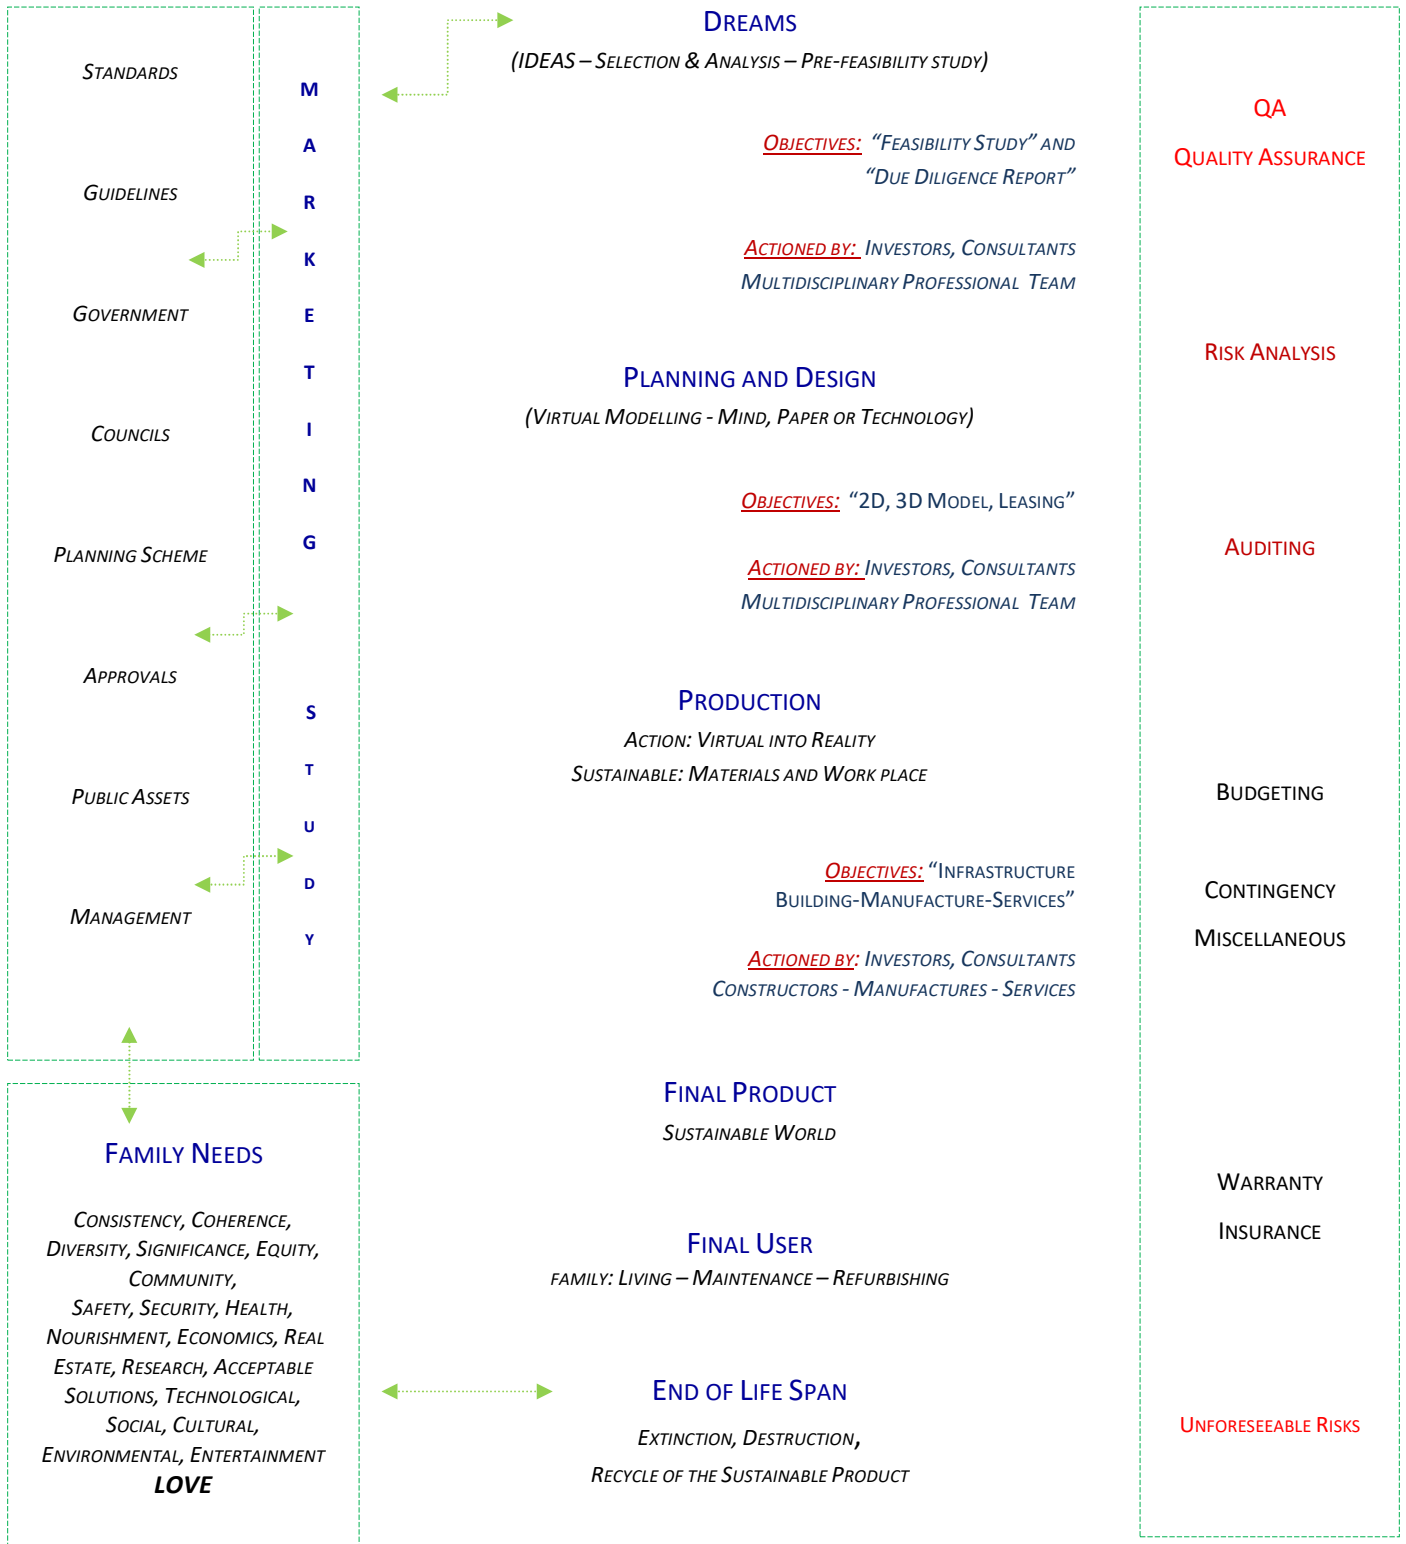 STANDARDS
GUIDELINES
GOVERNMENT
COUNCILS
PLANNING SCHEME
APPROVALS
PUBLIC ASSETS
MANAGEMENT
M
A
R
K
E
T
I
N
G
S
T
U
D
Y
FAMILY NEEDS
CONSISTENCY, COHERENCE,
DIVERSITY, SIGNIFICANCE, EQUITY,
COMMUNITY,
SAFETY, SECURITY, HEALTH,
NOURISHMENT, ECONOMICS, REAL
ESTATE, RESEARCH, ACCEPTABLE
SOLUTIONS, TECHNOLOGICAL,
SOCIAL, CULTURAL,
ENVIRONMENTAL, ENTERTAINMENT
LOVE
DREAMS
(IDEAS – SELECTION & ANALYSIS – PRE-FEASIBILITY STUDY)
OBJECTIVES: “FEASIBILITY STUDY” AND
“DUE DILIGENCE REPORT”
ACTIONED BY: INVESTORS, CONSULTANTS
MULTIDISCIPLINARY PROFESSIONAL TEAM
PLANNING AND DESIGN
(VIRTUAL MODELLING - MIND, PAPER OR TECHNOLOGY)
OBJECTIVES: “2D, 3D MODEL, LEASING”
ACTIONED BY: INVESTORS, CONSULTANTS
MULTIDISCIPLINARY PROFESSIONAL TEAM
PRODUCTION
ACTION: VIRTUAL INTO REALITY
SUSTAINABLE: MATERIALS AND WORK PLACE
OBJECTIVES: “INFRASTRUCTURE
BUILDING-MANUFACTURE-SERVICES”
ACTIONED BY: INVESTORS, CONSULTANTS
CONSTRUCTORS - MANUFACTURES - SERVICES
FINAL PRODUCT
SUSTAINABLE WORLD
FINAL USER
FAMILY: LIVING – MAINTENANCE – REFURBISHING
END OF LIFE SPAN
EXTINCTION, DESTRUCTION,
RECYCLE OF THE SUSTAINABLE PRODUCT
QA
QUALITY ASSURANCE
RISK ANALYSIS
AUDITING
BUDGETING
CONTINGENCY
MISCELLANEOUS
WARRANTY
INSURANCE
UNFORESEEABLE RISKS